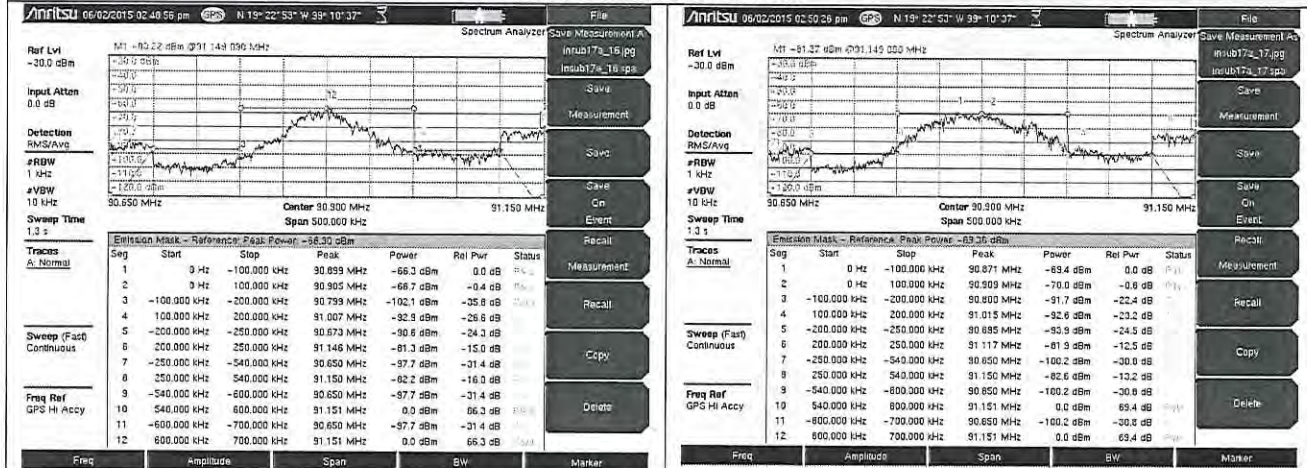 Anritsu 06/02/2015 02:48:56 pm GPS N 19° 22' 53" W 99° 10' 37"
Spectrum Analyzer
Ref Lvl
-30.0 dBm
Input Atten
0.0 dB
Detection
RMS/Avg
#RBW
1 kHz
#VBW
10 kHz
Sweep Time
1.3 s
Traces
A: Normal
Sweep (Fast)
Continuous
Freq Ref
GPS Hi Accy
90.650 MHz
Center 90.900 MHz
91.150 MHz
Span 500.000 kHz
Emission Mask - Reference: Peak Power: -66.30 dBm
Seg Start Stop Peak Power Rel Pwr Status
1 0 Hz -100.000 kHz 90.899 MHz -66.3 dBm 0.0 dB
2 0 Hz 100.000 kHz 90.905 MHz -66.7 dBm -0.4 dB
3 -100.000 kHz -200.000 kHz 90.799 MHz -102.1 dBm -35.8 dB
4 100.000 kHz 200.000 kHz 91.007 MHz -92.9 dBm -26.6 dB
5 -200.000 kHz -250.000 kHz 90.673 MHz -90.6 dBm -24.3 dB
6 200.000 kHz 250.000 kHz 91.146 MHz -81.3 dBm -15.0 dB
7 -250.000 kHz -540.000 kHz 90.650 MHz -97.7 dBm -31.4 dB
8 250.000 kHz 540.000 kHz 91.150 MHz -82.2 dBm -16.0 dB
9 -540.000 kHz -600.000 kHz 90.650 MHz -97.7 dBm -31.4 dB
10 540.000 kHz 600.000 kHz 91.151 MHz 0.0 dBm 66.3 dB
11 -600.000 kHz -700.000 kHz 90.650 MHz -97.7 dBm -31.4 dB
12 600.000 kHz 700.000 kHz 91.151 MHz 0.0 dBm 66.3 dB
File
Save Measurement As
Save
Measurement
Save
Save
On
Event
Recall
Measurement
Recall
Copy
Delete
Freq Amplitude Span BW Marker
Anritsu 06/02/2015 02:50:26 pm GPS N 19° 22' 53" W 99° 10' 37"
Spectrum Analyzer
Ref Lvl
-30.0 dBm
Input Atten
0.0 dB
Detection
RMS/Avg
#RBW
1 kHz
#VBW
10 kHz
Sweep Time
1.3 s
Traces
A: Normal
Sweep (Fast)
Continuous
Freq Ref
GPS Hi Accy
90.650 MHz
Center 90.900 MHz
91.150 MHz
Span 500.000 kHz
Emission Mask - Reference: Peak Power:
Seg Start Stop Peak Power Rel Pwr Status
1 0 Hz -100.000 kHz 90.871 MHz -69.4 dBm 0.0 dB
2 0 Hz 100.000 kHz 90.909 MHz -70.0 dBm -0.6 dB
3 -100.000 kHz -200.000 kHz 90.800 MHz -91.7 dBm -22.4 dB
4 100.000 kHz 200.000 kHz 91.015 MHz -92.6 dBm -23.2 dB
5 -200.000 kHz -250.000 kHz 90.695 MHz -93.9 dBm -24.5 dB
6 200.000 kHz 250.000 kHz 91.117 MHz -81.9 dBm -12.5 dB
7 -250.000 kHz -540.000 kHz 90.650 MHz -100.2 dBm
8 250.000 kHz 540.000 kHz 91.150 MHz -82.6 dBm -13.2 dB
9 -540.000 kHz -600.000 kHz 90.650 MHz -100.2 dBm -30.8 dB
10 540.000 kHz 600.000 kHz 91.151 MHz 0.0 dBm 69.4 dB
11 -600.000 kHz -700.000 kHz 90.650 MHz -100.2 dBm -30.8 dB
12 600.000 kHz 700.000 kHz 91.151 MHz 0.0 dBm 69.4 dB
File
Save Measurement As
Save
Measurement
Save
Save
On
Event
Recall
Measurement
Recall
Copy
Delete
Freq Amplitude Span BW Marker